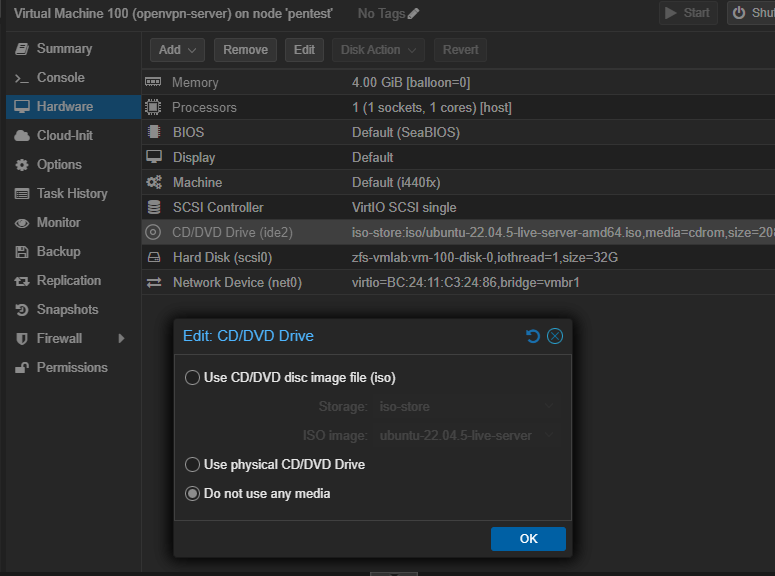 Virtual Machine 100 (openvpn-server) on node 'pentest' No Tags Start Shu
Summary
Console
Hardware
Cloud-Init
Options
Task History
Monitor
Backup
Replication
Snapshots
Firewall
Permissions
Add Remove Edit Disk Action Revert
Memory 4.00 GiB [balloon=0]
Processors 1 (1 sockets, 1 cores) [host]
BIOS Default (SeaBIOS)
Display Default
Machine Default (i440fx)
SCSI Controller VirtIO SCSI single
CD/DVD Drive (ide2) iso-store:iso/ubuntu-22.04.5-live-server-amd64.iso,media=cdrom,size=208
Hard Disk (scsi0) zfs-vmlab:vm-100-disk-0,iothread=1,size=32G
Network Device (net0) virtio=BC:24:11:C3:24:86,bridge=vmbr1
Edit: CD/DVD Drive
Use CD/DVD disc image file (iso)
Storage: iso-store
ISO image: ubuntu-22.04.5-live-server
Use physical CD/DVD Drive
Do not use any media
OK